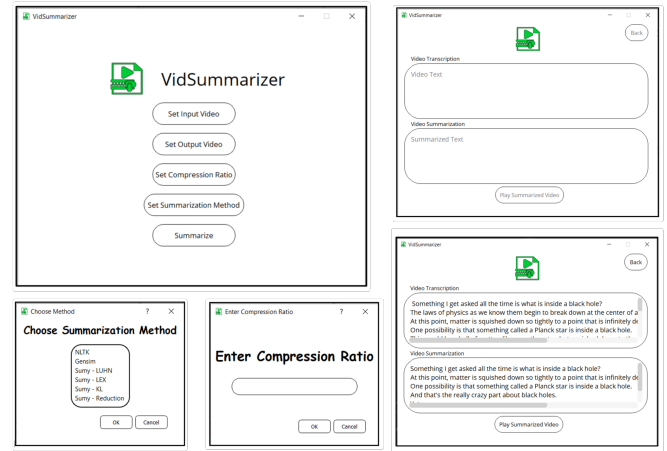 VidSummarizer
VidSummarizer
Set Input Video
Set Output Video
Set Compression Ratio
Set Summarization Method
Summarize
VidSummarizer
Back
Video Transcription
Video Text
Video Summarization
Summarized Text
Play Summarized Video
Choose Method
Choose Summarization Method
NLTK
Gensim
Sumy - LUHN
Sumy - LEX
Sumy - KL
Sumy - Reduction
OK Cancel
Enter Compression Ratio
Enter Compression Ratio
OK Cancel
VidSummarizer
Back
Video Transcription
Something I get asked all the time is what is inside a black hole?
The laws of physics as we know them begin to break down at the center of a
At this point, matter is squished down so tightly to a point that is infinitely de
One possibility is that something called a Planck star is inside a black hole.
Video Summarization
Something I get asked all the time is what is inside a black hole?
At this point, matter is squished down so tightly to a point that is infinitely de
One possibility is that something called a Planck star is inside a black hole.
And that's the really crazy part about black holes.
Play Summarized Video